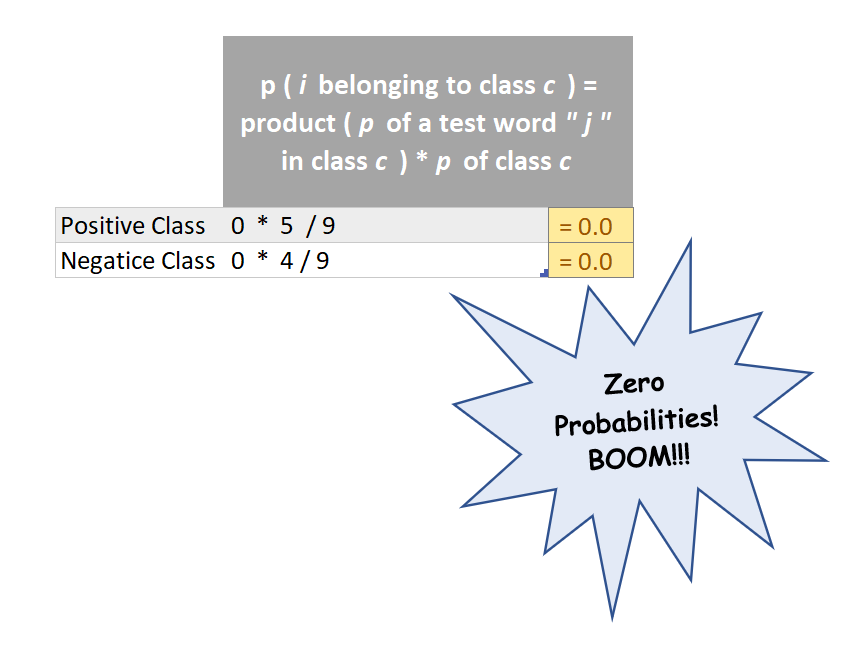 p ( i belonging to class c ) =
product ( p of a test word " j "
in class c ) * p of class c
Positive Class 0 * 5 / 9 = 0.0
Negatice Class 0 * 4 / 9 = 0.0
Zero
Probabilities!
BOOM!!!